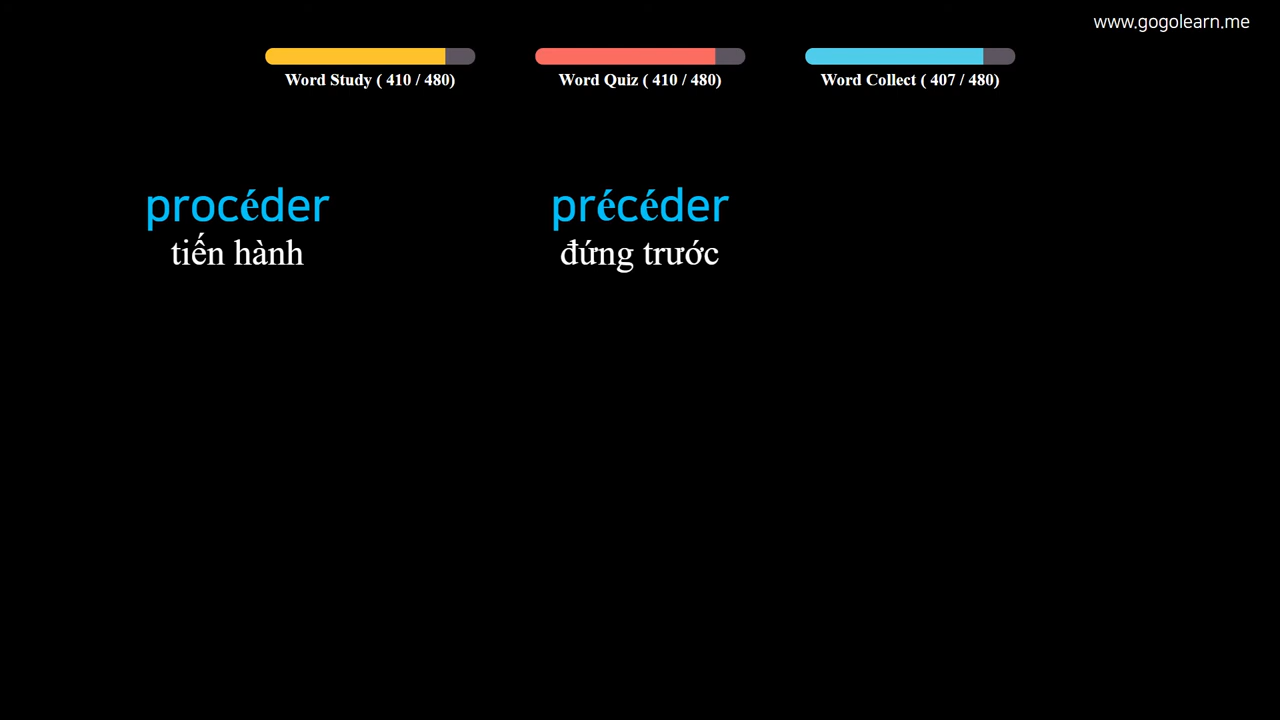 www.gogolearn.me
Word Study ( 410 / 480)
Word Quiz ( 410 / 480)
Word Collect ( 407 / 480)
procéder
tiến hành
précéder
đứng trước